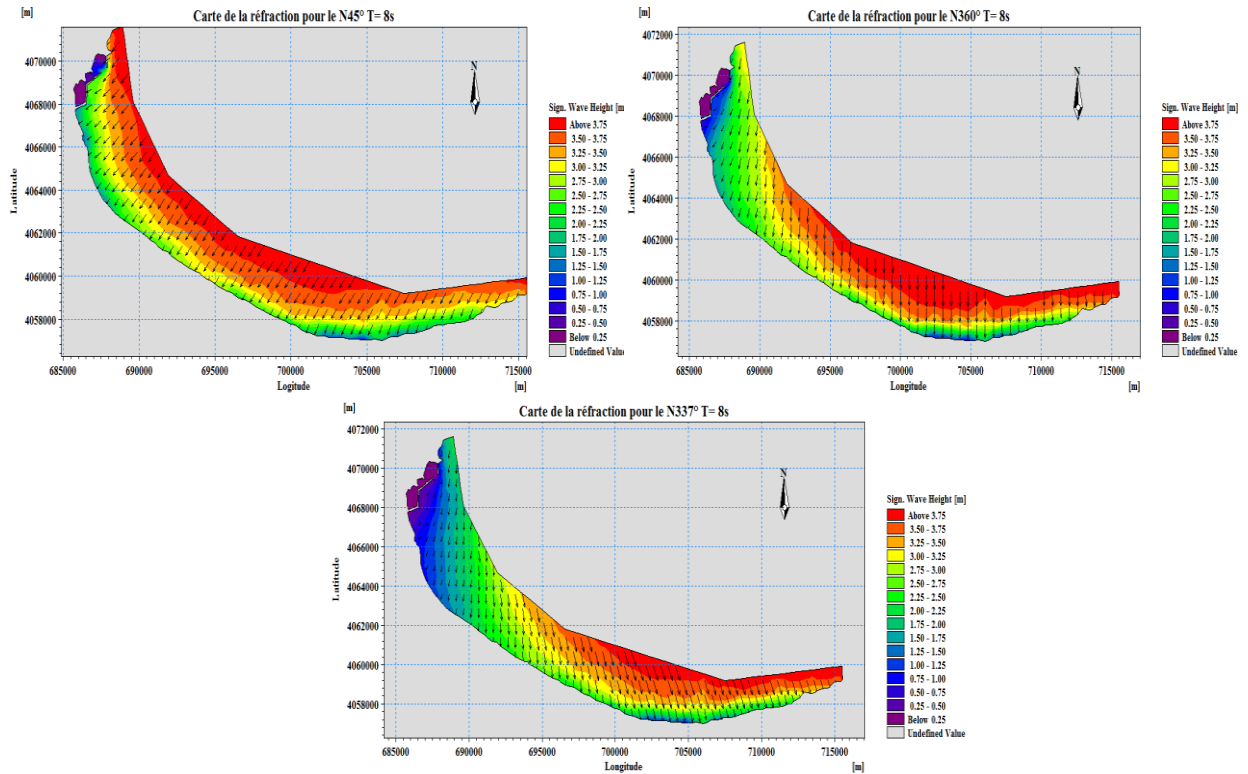 [m]
Carte de la réfraction pour le N45° T= 8s
4070000
4068000
4066000
4064000
4062000
4060000
4058000
Latitude
N
685000 690000 695000 700000 705000 710000 715000
Logitude
[m]
Sign. Wave Height [m
Above 3.75
3.50 - 3.75
3.25 - 3.50
3.00 - 3.25
2.75 - 3.00
2.50 - 2.75
2.25 - 2.50
2.00 - 2.25
1.75 - 2.00
1.50 - 1.75
1.25 - 1.50
1.00 - 1.25
0.75 - 1.00
0.50 - 0.75
0.25 - 0.50
Below 0.25
Undefined Value
[m]
Carte de la réfraction pour le N360° T= 8s
4072000
4070000
4068000
4066000
4064000
4062000
4060000
4058000
Latitude
N
685000 690000 695000 700000 705000 710000 715000
Longitude
[m]
Sign. Wave Height [m
Above 3.75
3.50 - 3.75
3.25 - 3.50
3.00 - 3.25
2.75 - 3.00
2.50 - 2.75
2.25 - 2.50
2.00 - 2.25
1.75 - 2.00
1.50 - 1.75
1.25 - 1.50
1.00 - 1.25
0.75 - 1.00
0.50 - 0.75
0.25 - 0.50
Below 0.25
Undefined Value
[m]
Carte de la réfraction pour le N337° T= 8s
4072000
4070000
4068000
4066000
4064000
4062000
4060000
4058000
Latitude
N
685000 690000 695000 700000 705000 710000 715000
Longitude
[m]
Sign. Wave Height [m]
Above 3.75
3.50 - 3.75
3.25 - 3.50
3.00 - 3.25
2.75 - 3.00
2.50 - 2.75
2.25 - 2.50
2.00 - 2.25
1.75 - 2.00
1.50 - 1.75
1.25 - 1.50
1.00 - 1.25
0.75 - 1.00
0.50 - 0.75
0.25 - 0.50
Below 0.25
Undefined Value